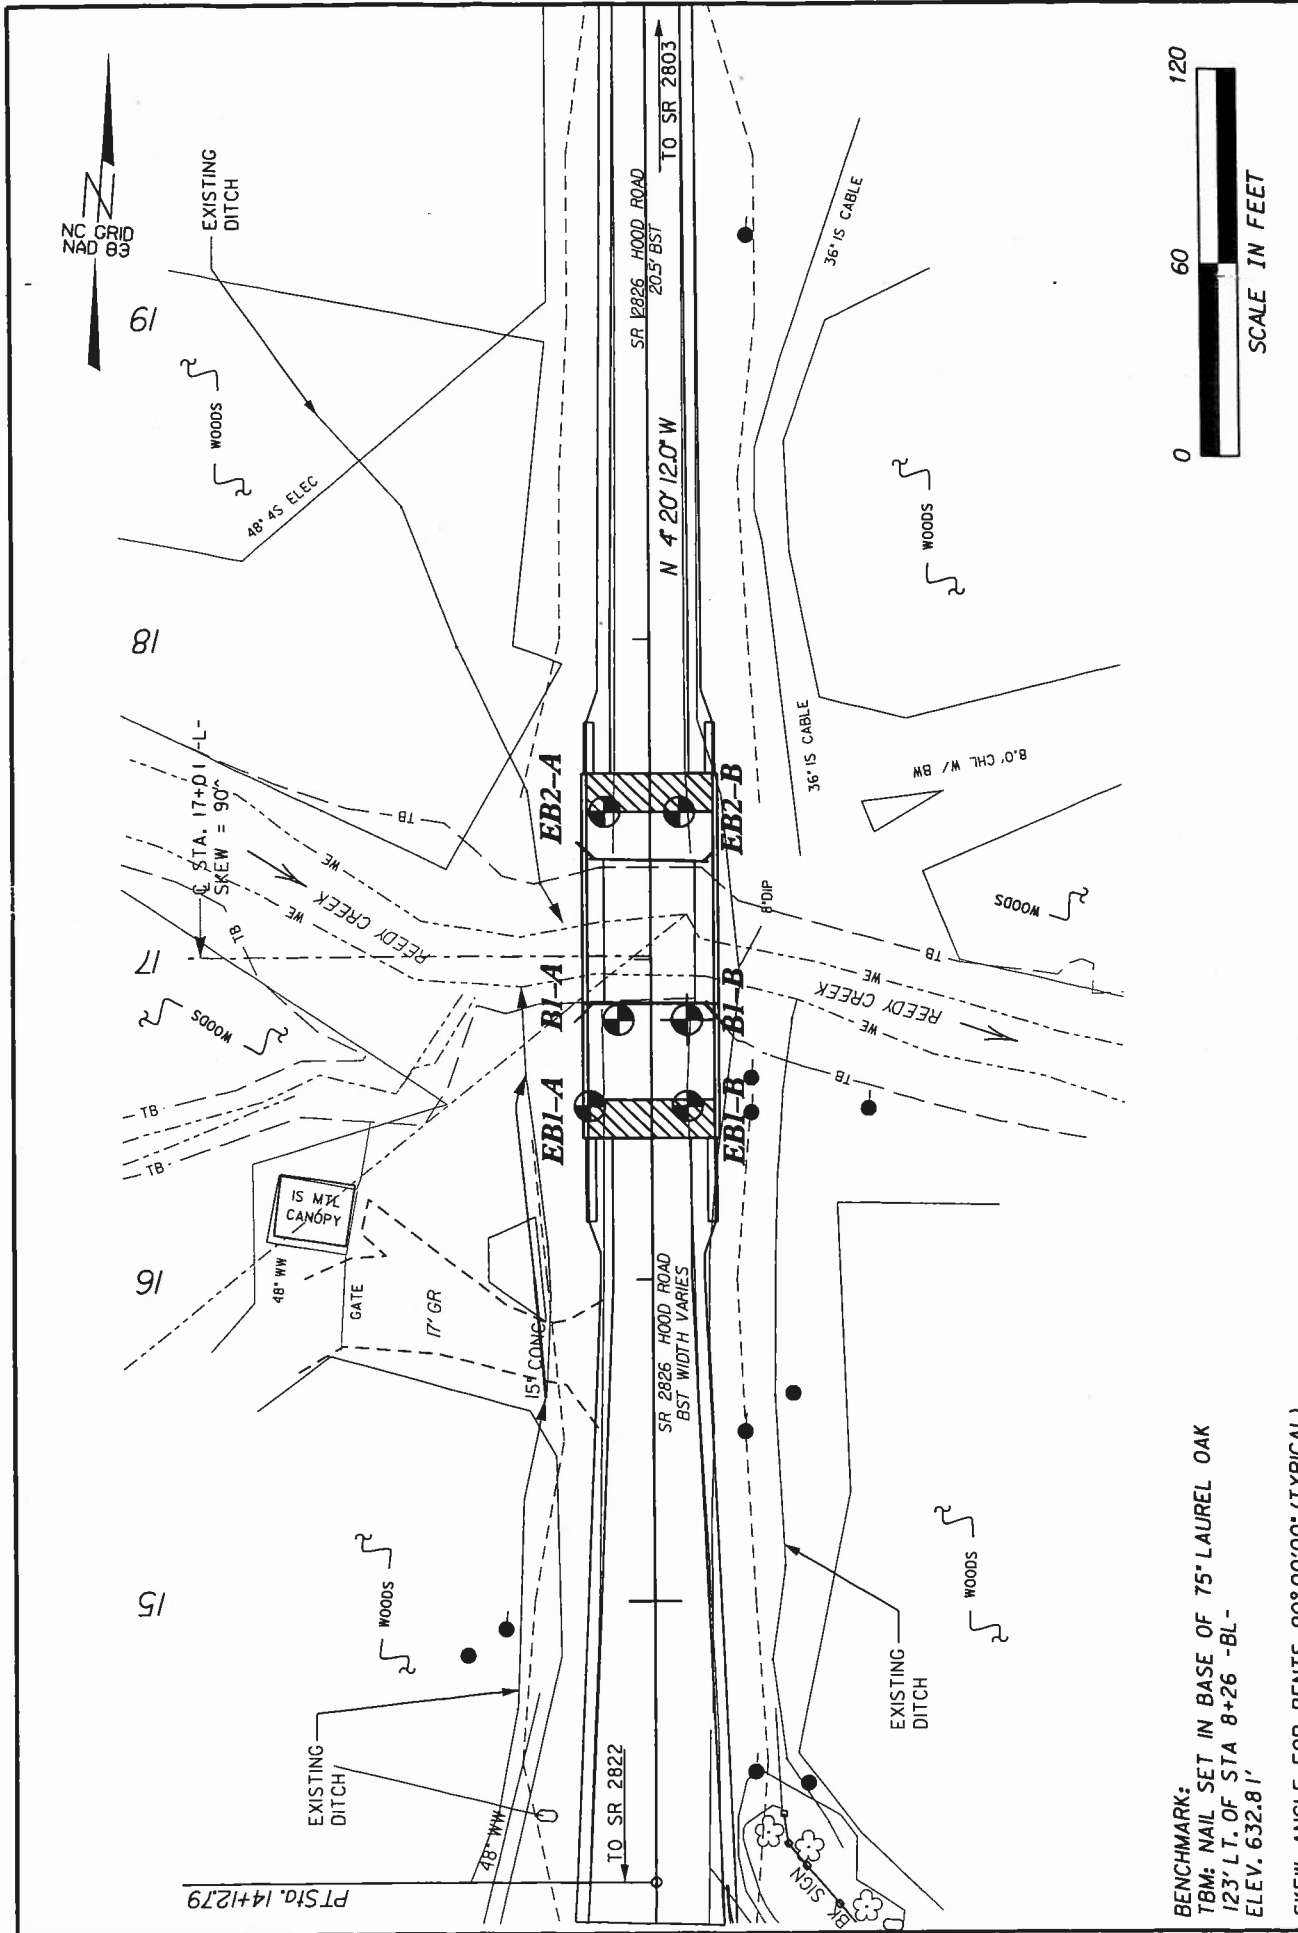 NC GRID
NAD 83
EXISTING
DITCH
19
WOODS
48" 4S ELEC
SR 2826 HOOD ROAD
20.5' BST
TO SR 2803
N 4° 20' 12.0" W
36" IS CABLE
120
60
0
SCALE IN FEET
18
WOODS
36" IS CABLE
8.0' CHL W/ BW
℄ STA. 17+01 -L-
SKEW = 90°
TB
WE
WE
REEDY CREEK
TB
EB2-A
EB2-B
8" DIP
WOODS
17
WOODS
B1-A
B1-B
TB
WE
REEDY CREEK
WE
TB
TB
TB
EB1-A
EB1-B
IS MTL
CANOPY
48" WW
GATE
17' GR
16
15" CONC
SR 2826 HOOD ROAD
BST WIDTH VARIES
15
WOODS
WOODS
EXISTING
DITCH
EXISTING
DITCH
48" WW
TO SR 2822
PT Sta. 14+12.79
BK SIGN
BENCHMARK:
TBM: NAIL SET IN BASE OF 75" LAUREL OAK
123' LT. OF STA 8+26 -BL-
ELEV. 632.81'